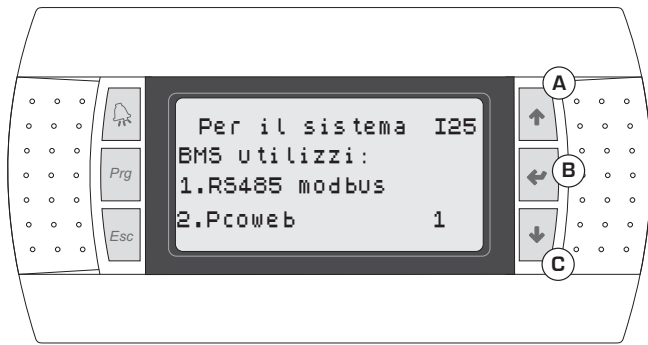 A
Per il sistema I25
BMS utilizzi:
Prg
1.RS485 modbus
B
2.Pcoweb 1
Esc
C